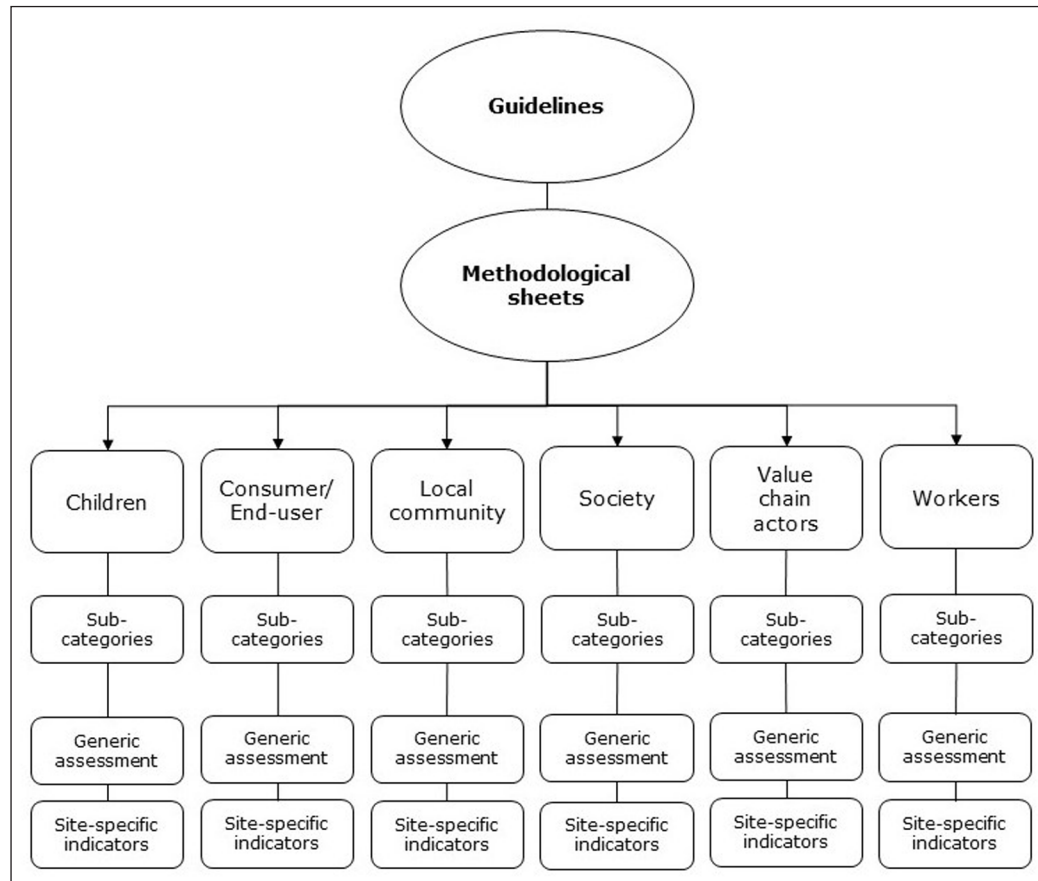 Guidelines
Methodological
sheets
Children
Consumer/
End-user
Local
community
Society
Value
chain
actors
Workers
Sub-
categories
Sub-
categories
Sub-
categories
Sub-
categories
Sub-
categories
Sub-
categories
Generic
assessment
Generic
assessment
Generic
assessment
Generic
assessment
Generic
assessment
Generic
assessment
Site-specific
indicators
Site-specific
indicators
Site-specific
indicators
Site-specific
indicators
Site-specific
indicators
Site-specific
indicators